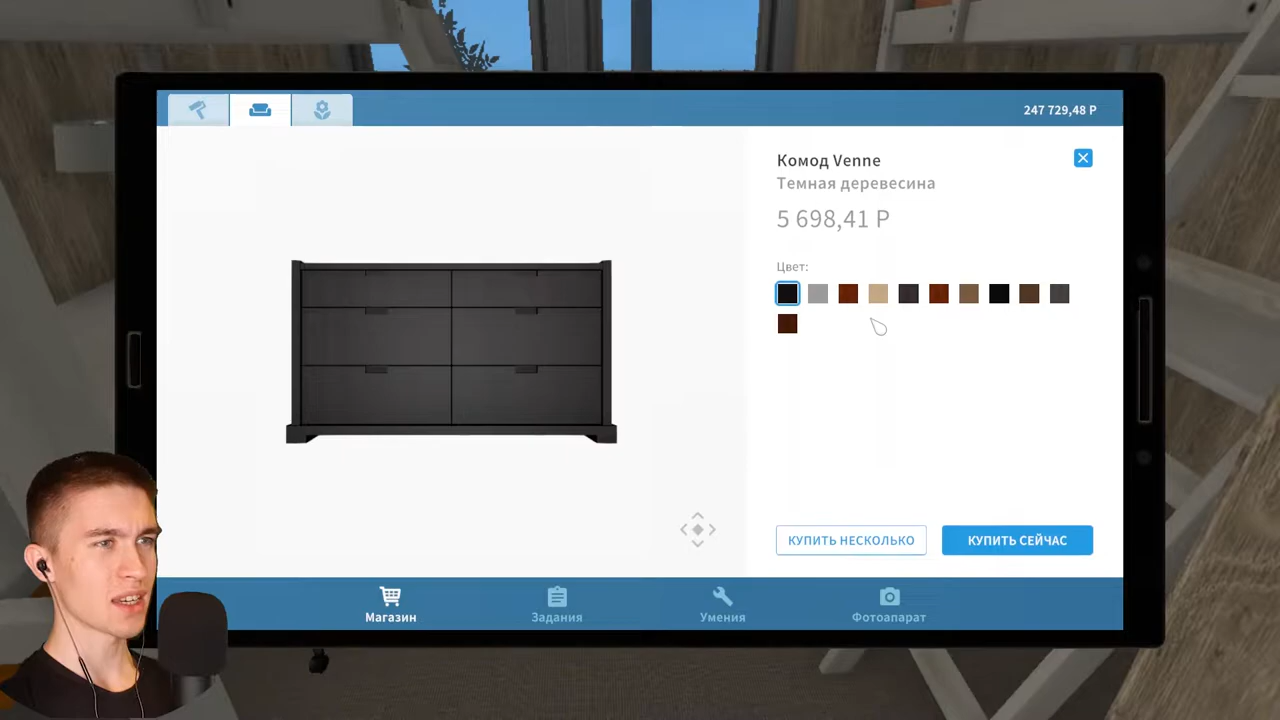 247 729,48 Р
Комод Venne
Темная деревесина
5 698,41 Р
Цвет:
КУПИТЬ НЕСКОЛЬКО
КУПИТЬ СЕЙЧАС
Магазин
Задания
Умения
Фотоапарат